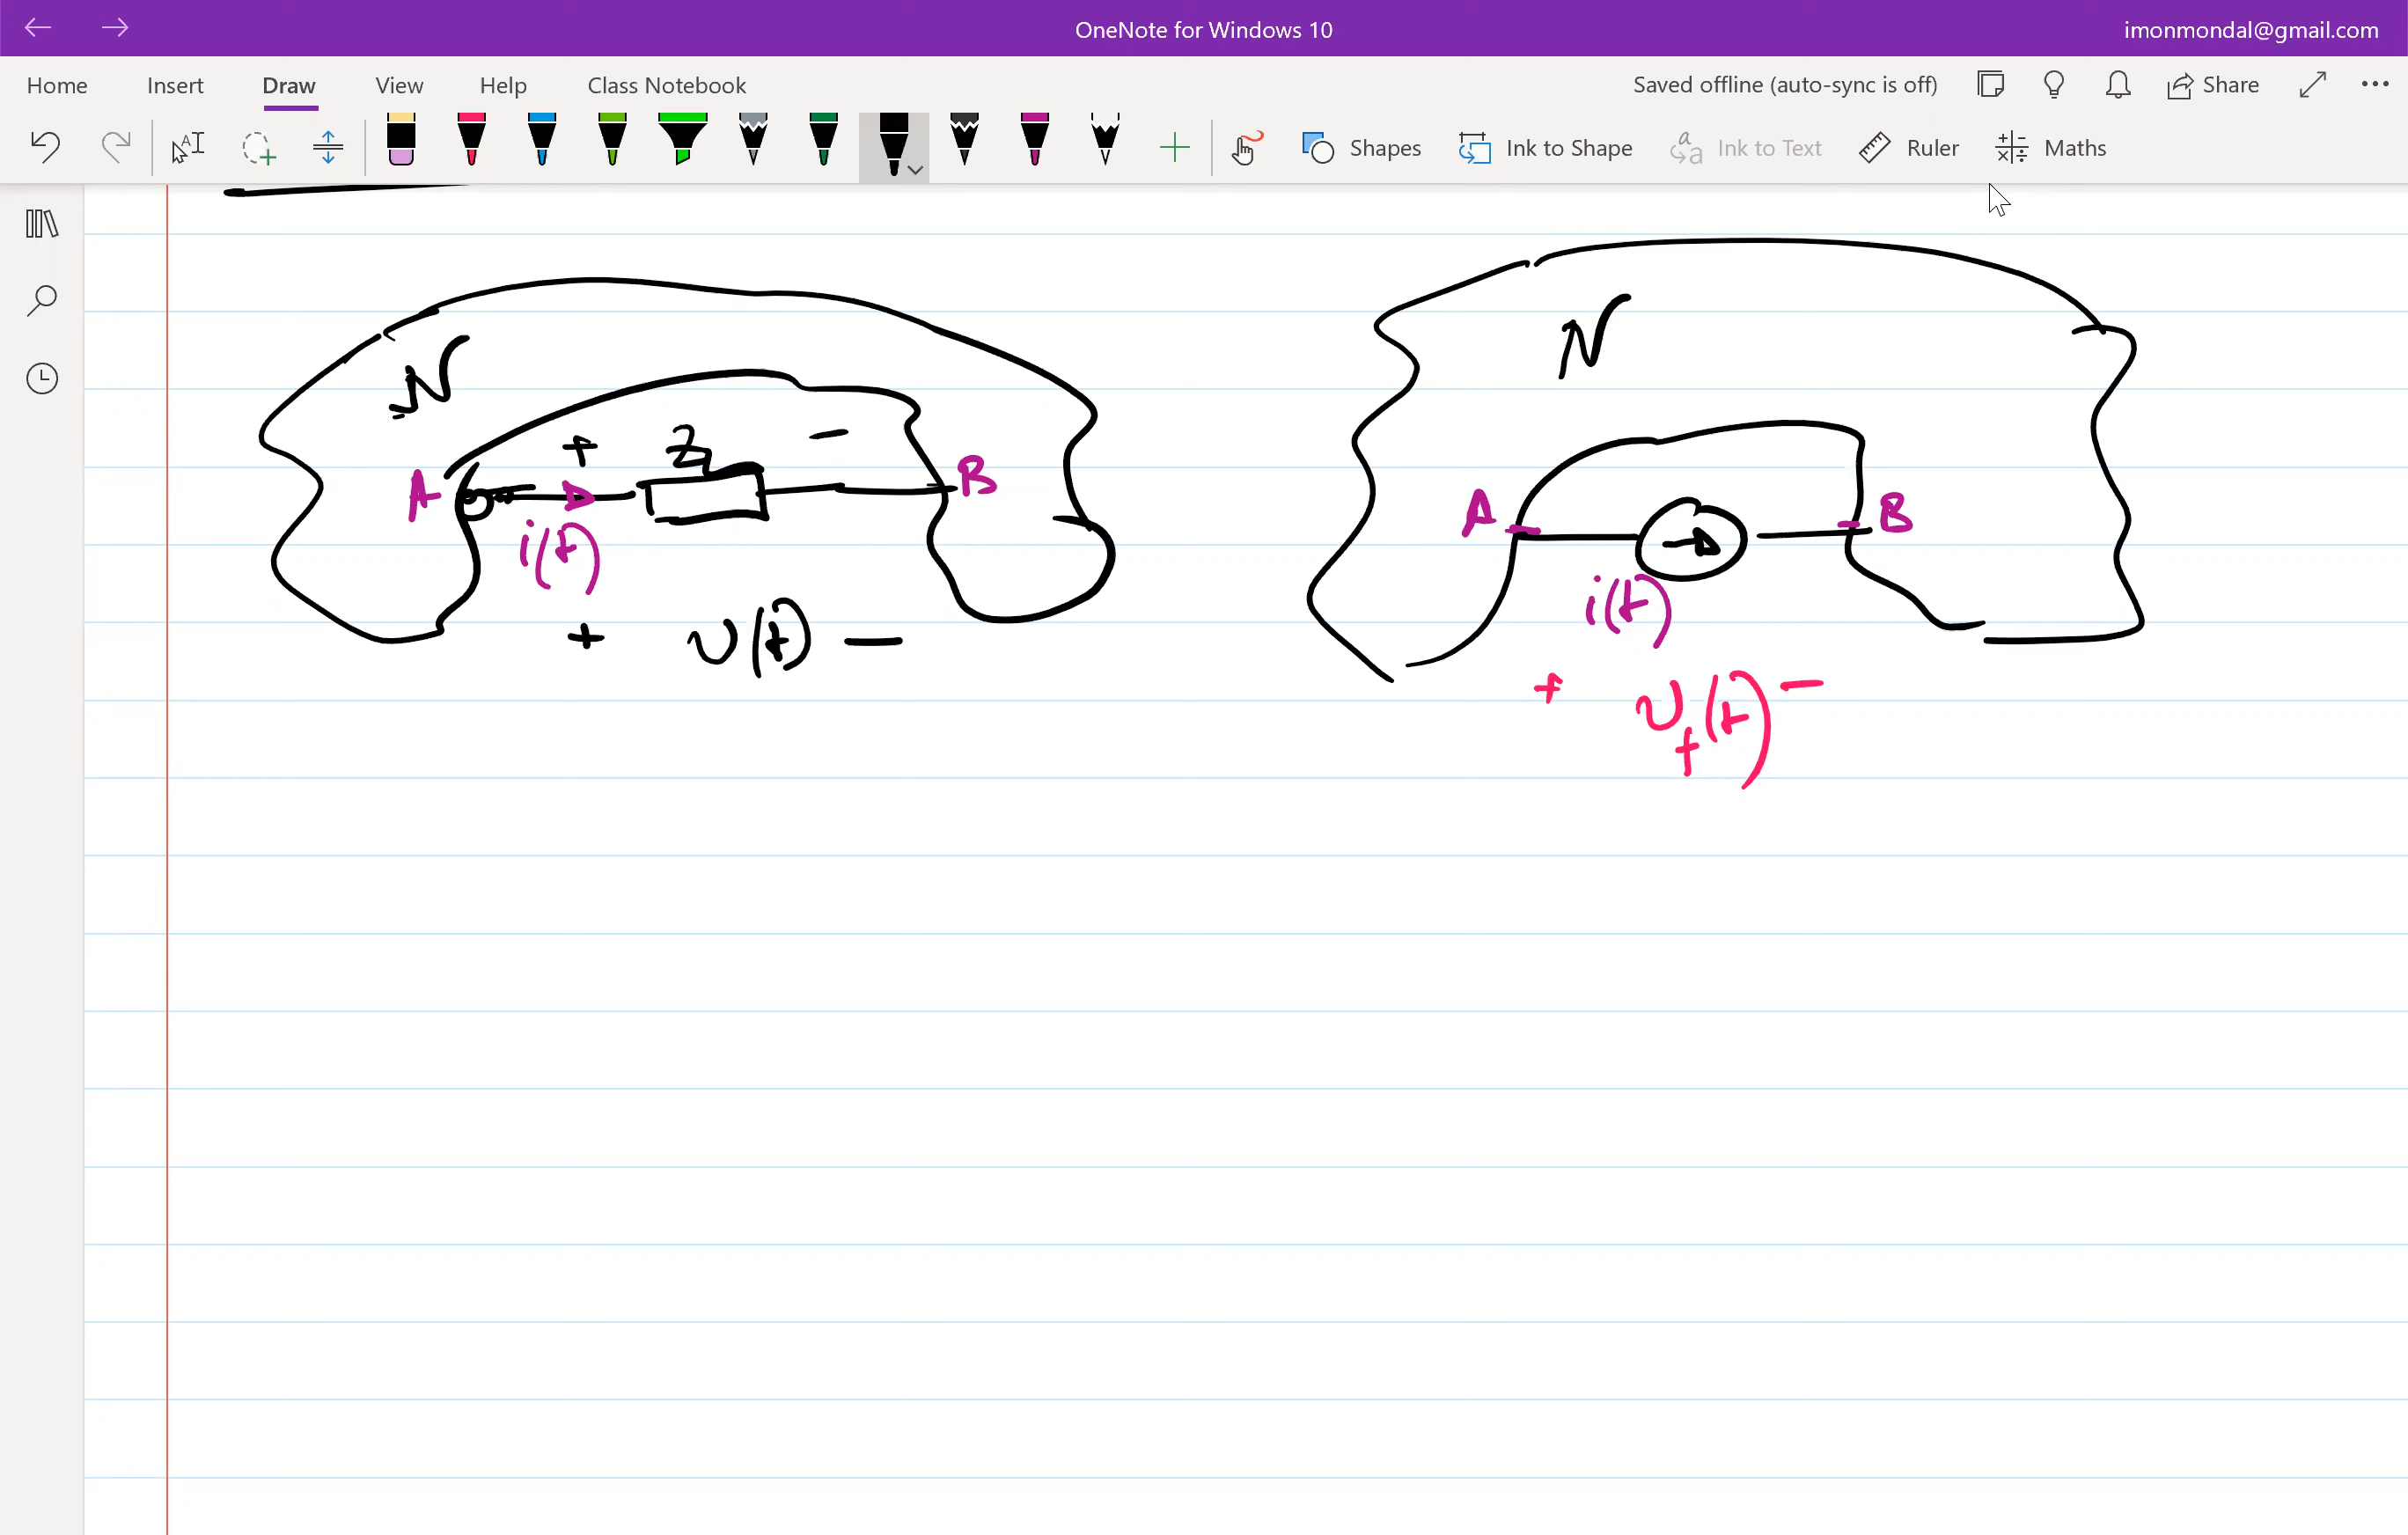 OneNote for Windows 10
imonmondal@gmail.com
Home Insert Draw View Help Class Notebook
Saved offline (auto-sync is off) Share
Shapes Ink to Shape Ink to Text Ruler Maths
N
+ Z -
A B
i(t)
+ v(t) -
N
A B
i(t)
+ v_t(t) -